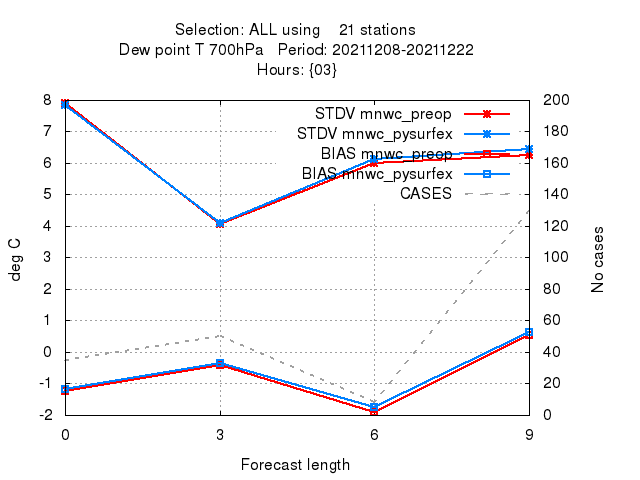 Selection: ALL using    21 stations
Dew point T 700hPa   Period: 20211208-20211222
Hours: {03}
8 200
STDV mnwc_preop
7 180
STDV mnwc_pysurfex
6 160
BIAS mnwc_preop
BIAS mnwc_pysurfex
5 140
CASES
4 120
3 100
2 80
1 60
0 40
-1 20
-2 0
deg C
No cases
0 3 6 9
Forecast length